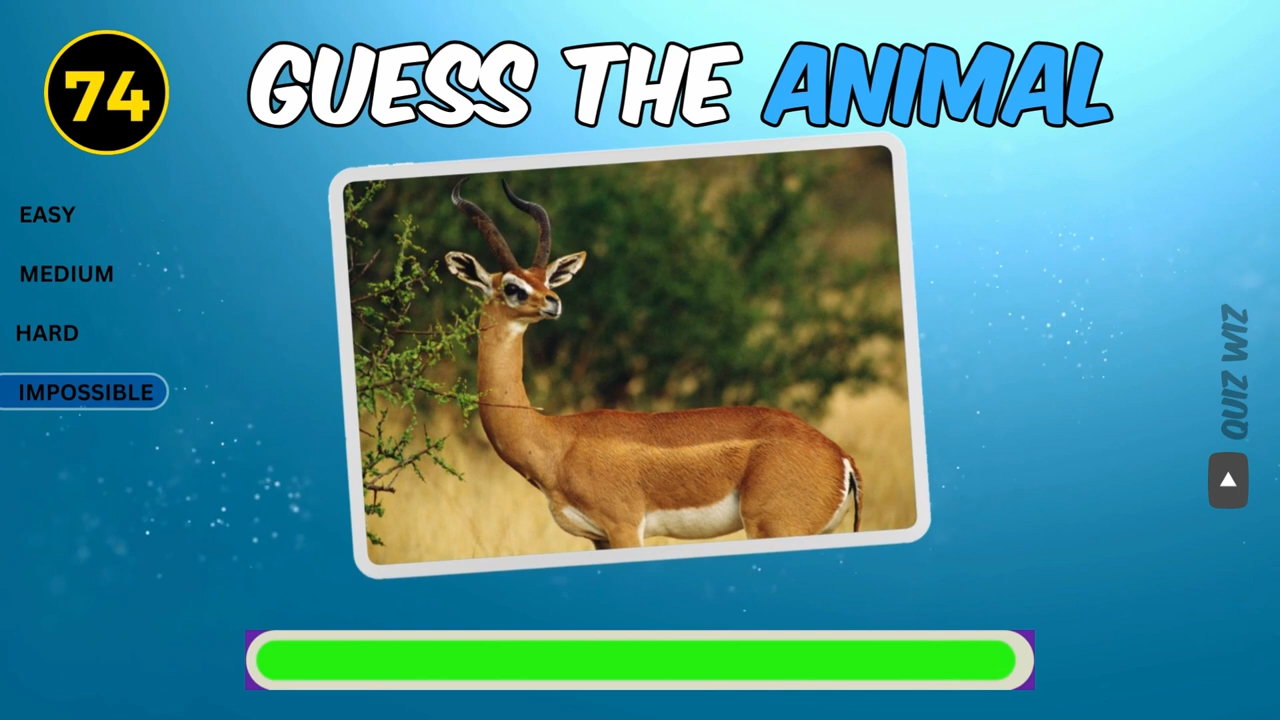 74
GUESS THE ANIMAL
EASY
MEDIUM
HARD
IMPOSSIBLE
QUIZ WIZ